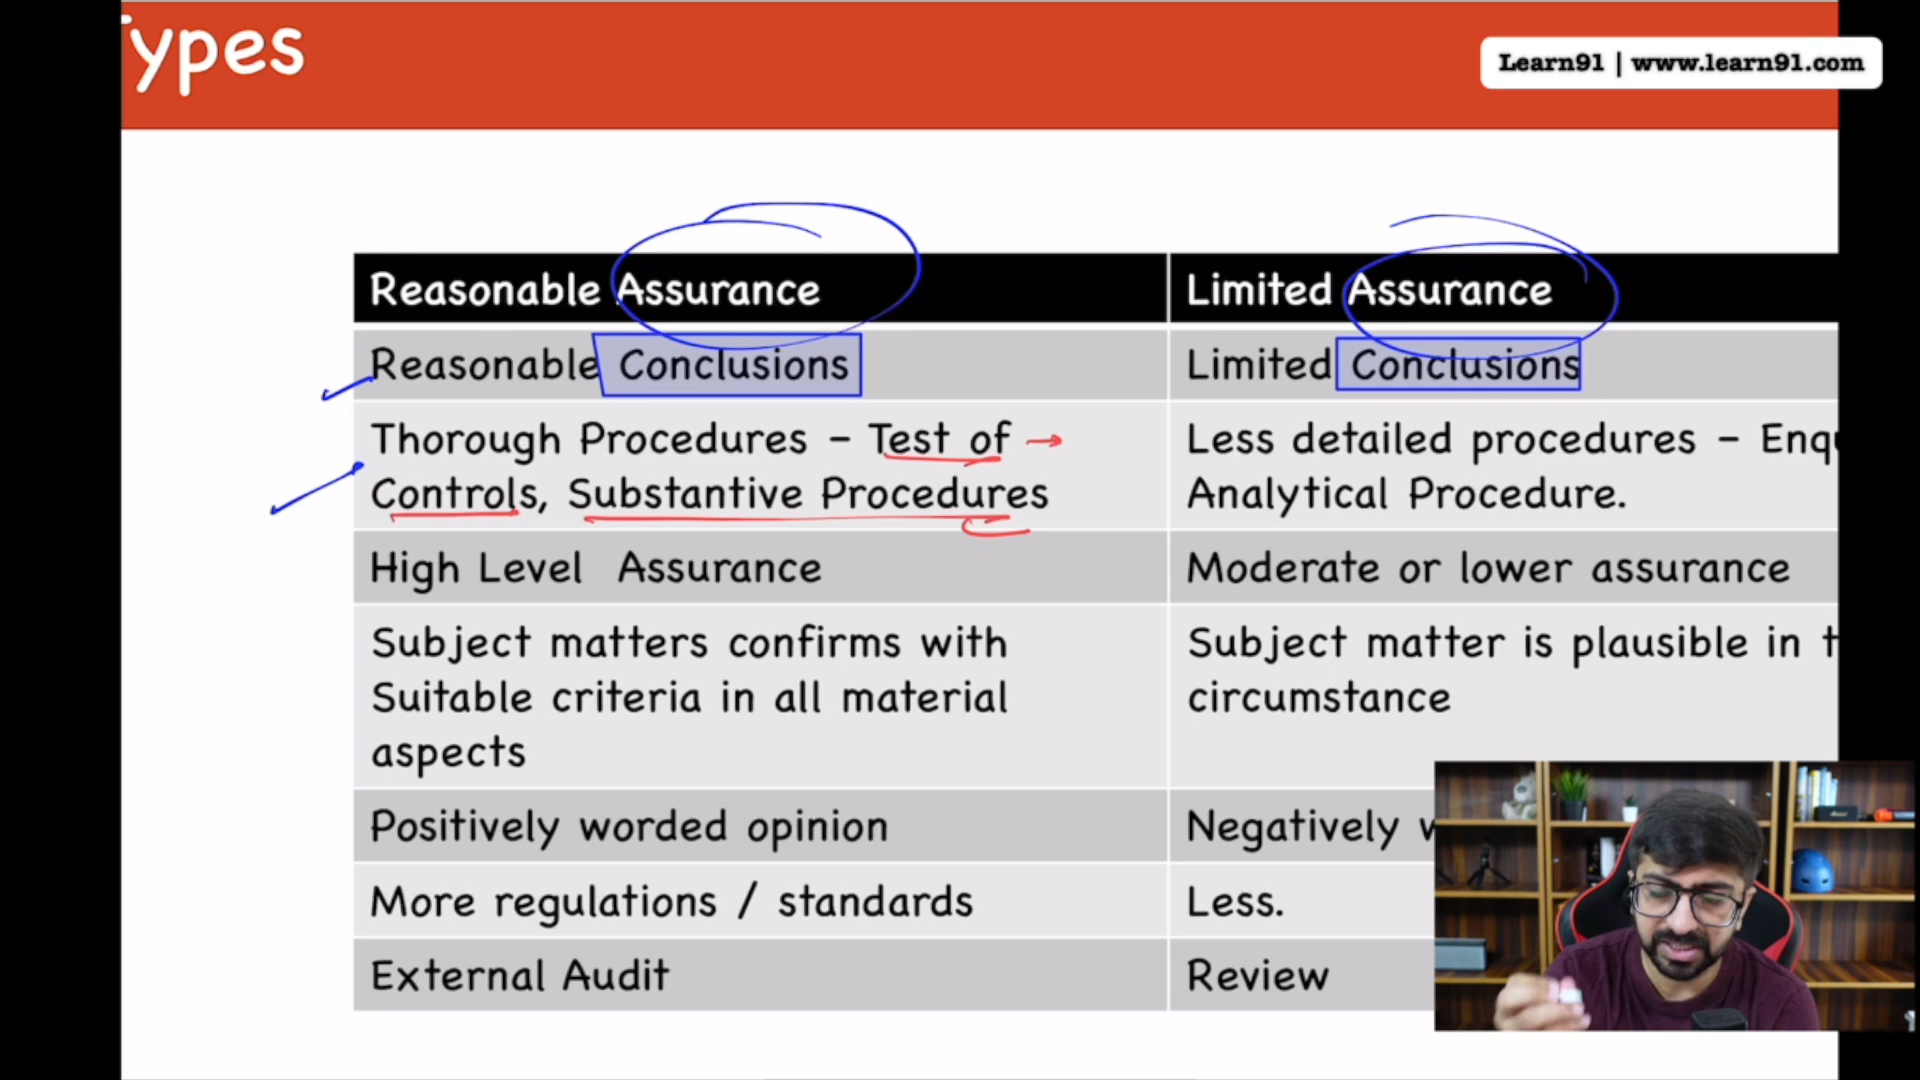 Types
Learn91 | www.learn91.com
Reasonable Assurance
Limited Assurance
Reasonable Conclusions
Limited Conclusions
Thorough Procedures – Test of
Controls, Substantive Procedures
Less detailed procedures –
Analytical Procedure.
High Level Assurance
Moderate or lower assurance
Subject matters confirms with
Suitable criteria in all material
aspects
Subject matter is plausible in
circumstance
Positively worded opinion
Negatively
More regulations / standards
Less.
External Audit
Review